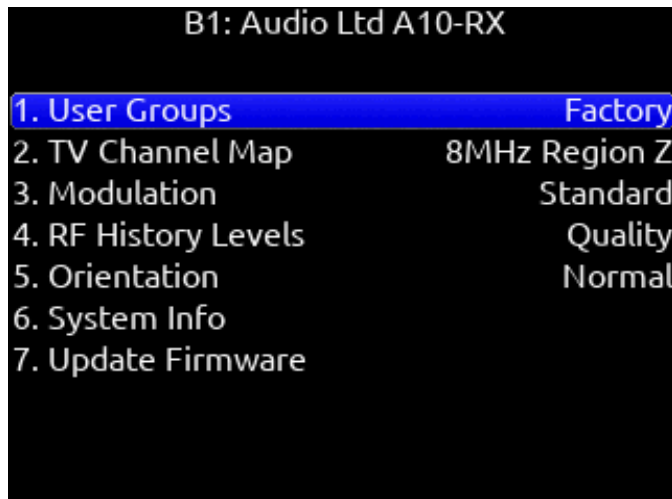 B1: Audio Ltd A10-RX
1. User Groups Factory
2. TV Channel Map 8MHz Region Z
3. Modulation Standard
4. RF History Levels Quality
5. Orientation Normal
6. System Info
7. Update Firmware